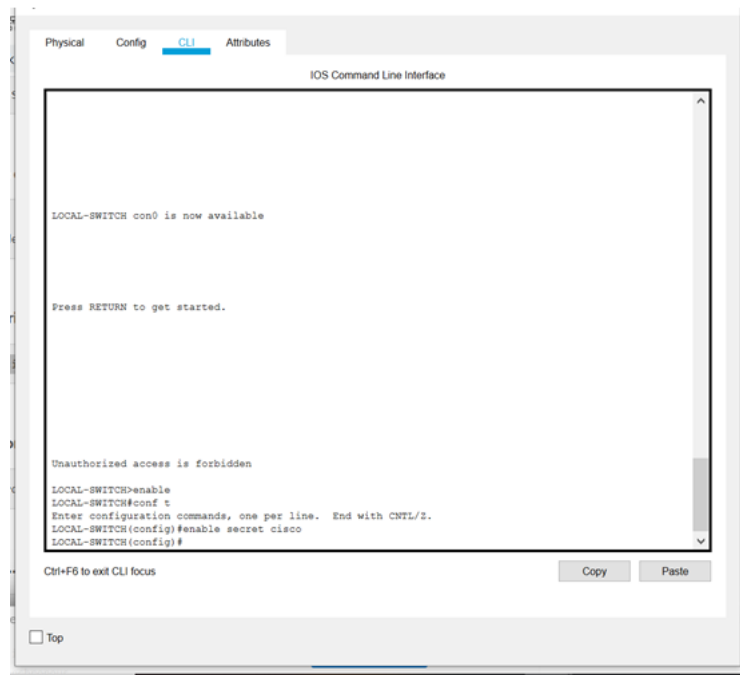 Physical Config CLI Attributes
IOS Command Line Interface
LOCAL-SWITCH con0 is now available
Press RETURN to get started.
Unauthorized access is forbidden
LOCAL-SWITCH>enable
LOCAL-SWITCH#conf t
Enter configuration commands, one per line.  End with CNTL/Z.
LOCAL-SWITCH(config)#enable secret cisco
LOCAL-SWITCH(config)#
Ctrl+F6 to exit CLI focus
Copy Paste
Top